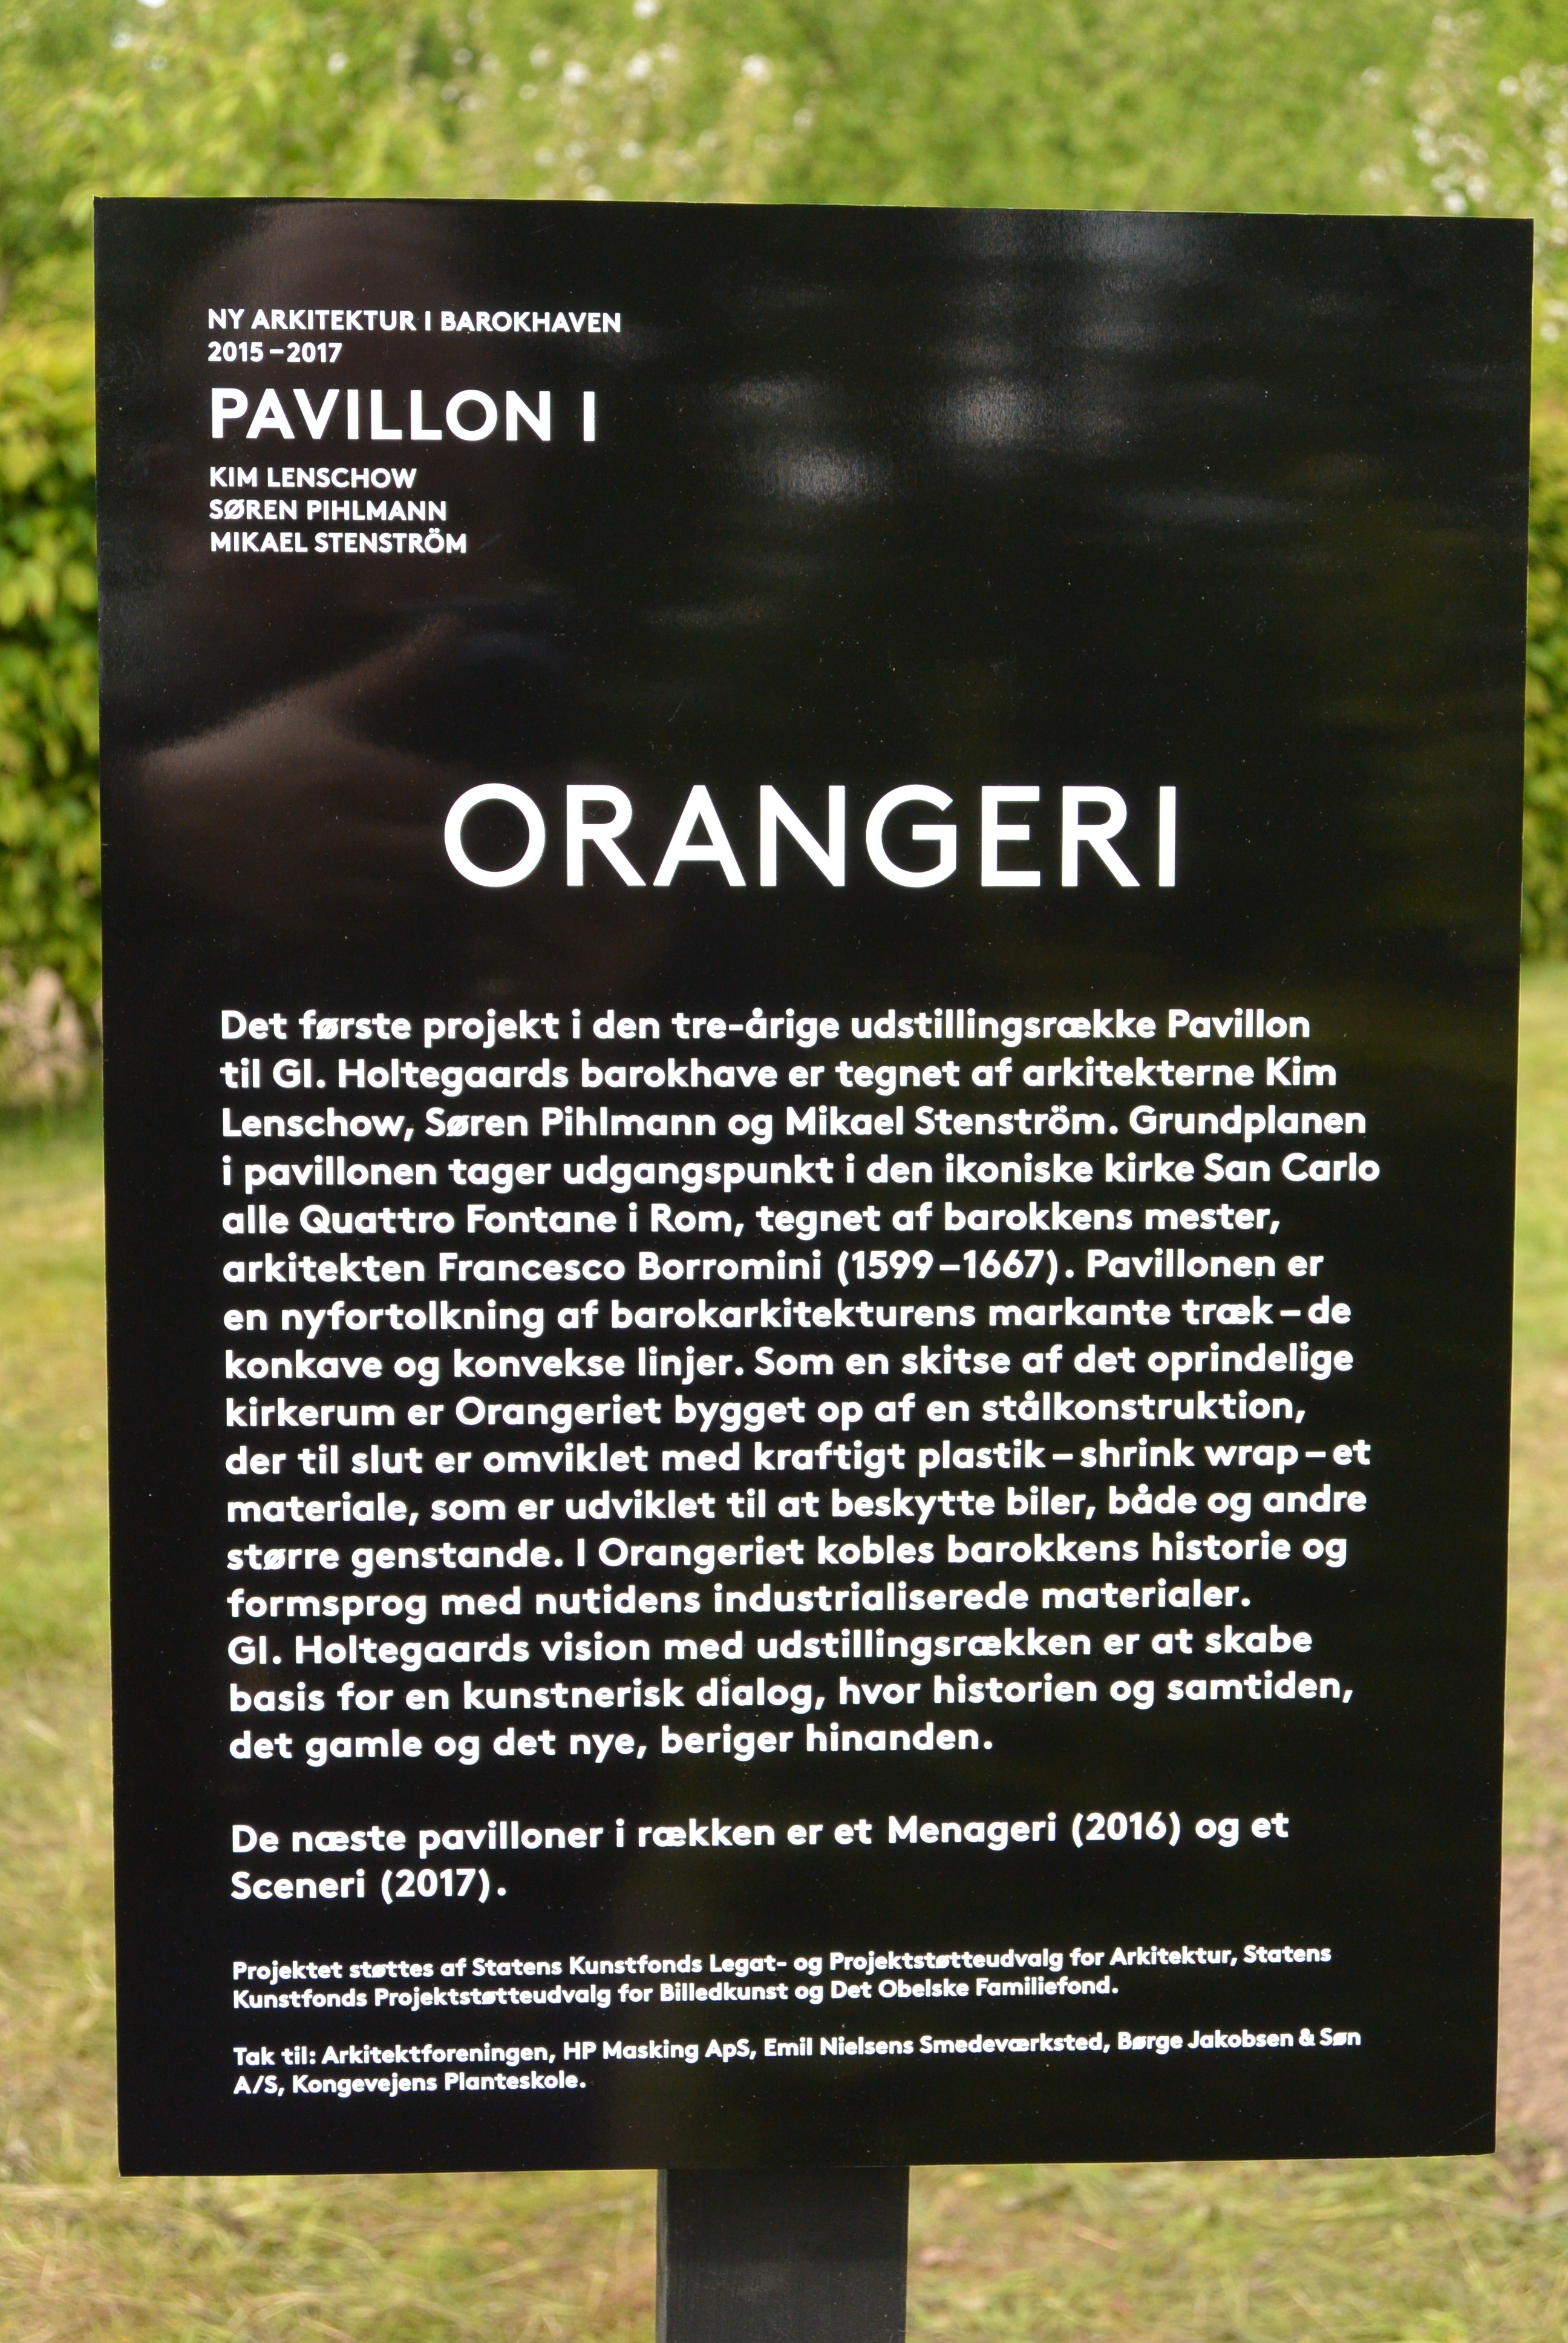 NY ARKITEKTUR I BAROKHAVEN
2015–2017
PAVILLON I
KIM LENSCHOW
SØREN PIHLMANN
MIKAEL STENSTRÖM
ORANGERI
Det første projekt i den tre-årige udstillingsrække Pavillon
til Gl. Holtegaards barokhave er tegnet af arkitekterne Kim
Lenschow, Søren Pihlmann og Mikael Stenström. Grundplanen
i pavillonen tager udgangspunkt i den ikoniske kirke San Carlo
alle Quattro Fontane i Rom, tegnet af barokkens mester,
arkitekten Francesco Borromini (1599–1667). Pavillonen er
en nyfortolkning af barokarkitekturens markante træk – de
konkave og konvekse linjer. Som en skitse af det oprindelige
kirkerum er Orangeriet bygget op af en stålkonstruktion,
der til slut er omviklet med kraftigt plastik – shrink wrap – et
materiale, som er udviklet til at beskytte biler, både og andre
større genstande. I Orangeriet kobles barokkens historie og
formsprog med nutidens industrialiserede materialer.
Gl. Holtegaards vision med udstillingsrækken er at skabe
basis for en kunstnerisk dialog, hvor historien og samtiden,
det gamle og det nye, beriger hinanden.
De næste pavilloner i rækken er et Menageri (2016) og et
Sceneri (2017).
Projektet støttes af Statens Kunstfonds Legat- og Projektstøtteudvalg for Arkitektur, Statens
Kunstfonds Projektstøtteudvalg for Billedkunst og Det Obelske Familiefond.
Tak til: Arkitektforeningen, HP Masking ApS, Emil Nielsens Smedeværksted, Børge Jakobsen & Søn
A/S, Kongevejens Planteskole.